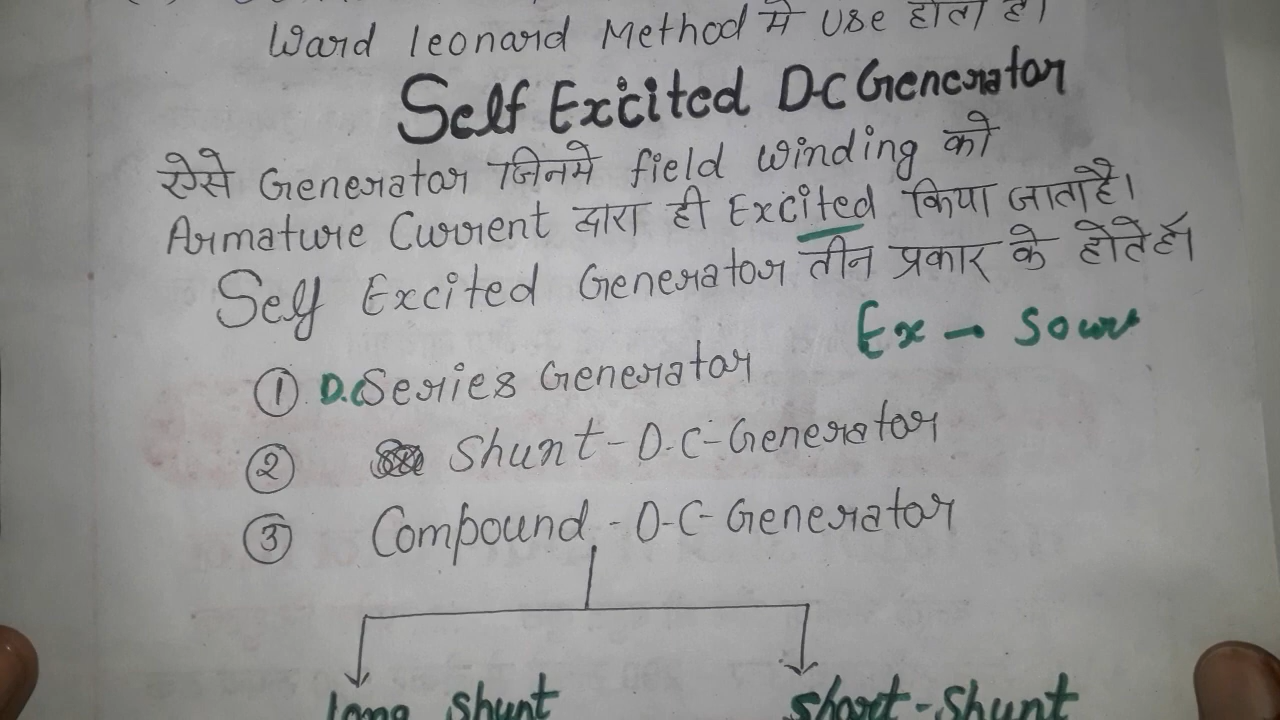 Ward Leonard Method मे use होता है।
Self Excited D.C Generator
ऐसे Generator जिनमे field winding को
Armature Current द्वारा ही Excited किया जाता है।
Self Excited Generator तीन प्रकार के होते हैं।
Ex →
① D.C Series Generator
② Shunt-D.C-Generator
③ Compound-D-C-Generator
long shunt short-shunt